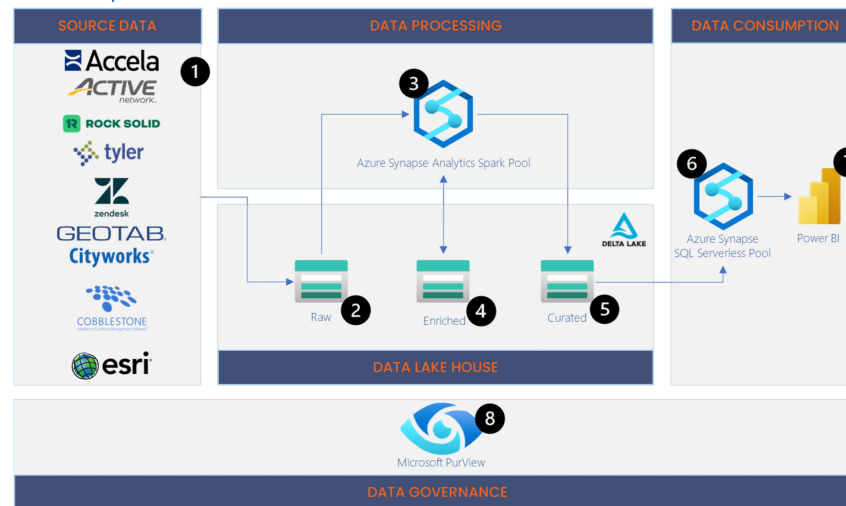 SOURCE DATA
DATA PROCESSING
DATA CONSUMPTION
Accela
1
ACTIVE
network.
ROCK SOLID
tyler
zendesk
GEOTAB.
Cityworks
COBBLESTONE
esri
3
Azure Synapse Analytics Spark Pool
DELTA LAKE
Raw
2
Enriched
4
Curated
5
DATA LAKE HOUSE
6
Azure Synapse
SQL Serverless Pool
Power BI
8
Microsoft PurView
DATA GOVERNANCE